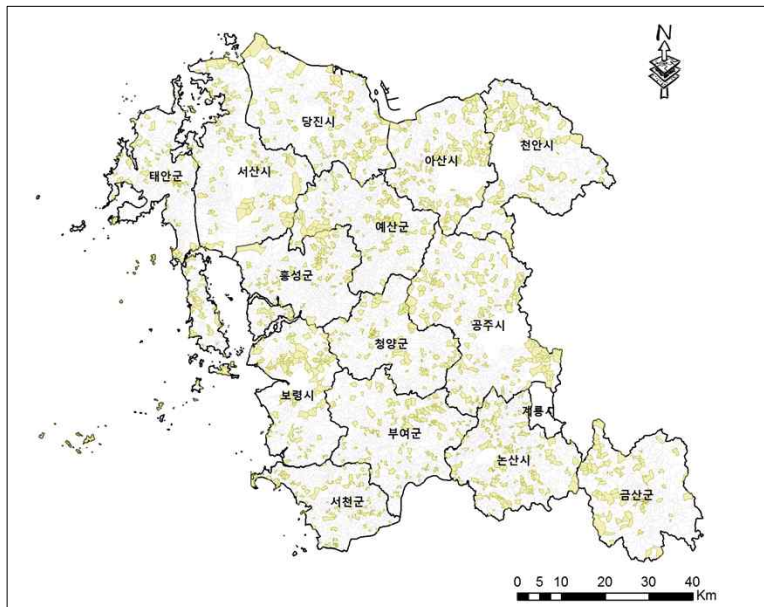 N
당진시
아산시
천안시
태안군
서산시
예산군
홍성군
공주시
청양군
보령시
계룡시
부여군
논산시
서천군
금산군
0 5 10 20 30 40
Km